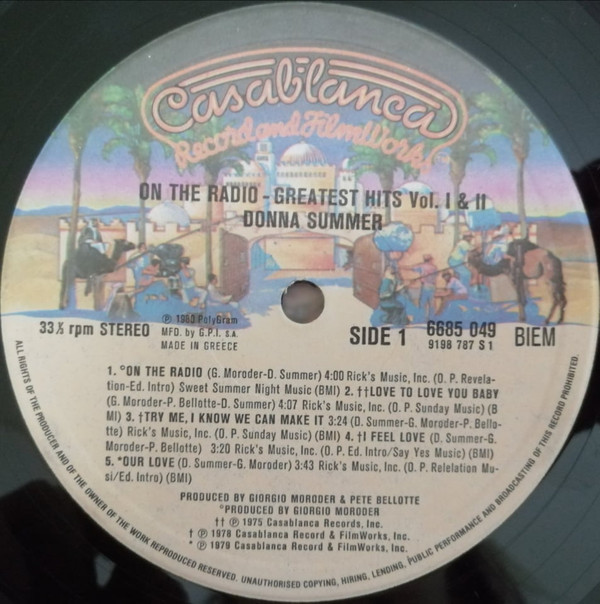 Casablanca
Record and FilmWorks
ON THE RADIO - GREATEST HITS Vol. I & II
DONNA SUMMER
33⅓ rpm STEREO
℗ 1980 PolyGram
MFD. by G.P.I. S.A.
MADE IN GREECE
SIDE 1
6685 049
9198 787 S 1
BIEM
1. °ON THE RADIO (G. Moroder-D. Summer) 4:00 Rick's Music, Inc. (O. P. Revela-
tion-Ed. Intro) Sweet Summer Night Music (BMI) 2. ††LOVE TO LOVE YOU BABY
(G. Moroder-P. Bellotte-D. Summer) 4:07 Rick's Music, Inc. (O. P. Sunday Music) (B
MI) 3. †TRY ME, I KNOW WE CAN MAKE IT 3:24 (D. Summer-G. Moroder-P. Bello-
tte) Rick's Music, Inc. (O. P. Sunday Music) (BMI) 4. †I FEEL LOVE (D. Summer-G.
Moroder-P. Bellotte) 3:20 Rick's Music, Inc. (O. P. Ed. Intro/Say Yes Music) (BMI)
5. *OUR LOVE (D. Summer-G. Moroder) 3:43 Rick's Music, Inc. (O. P. Relelation Mu-
si/Ed. Intro) (BMI)
PRODUCED BY GIORGIO MORODER & PETE BELLOTTE
°PRODUCED BY GIORGIO MORODER
†† ℗ 1975 Casablanca Records, Inc.
† ℗ 1978 Casablanca Record & FilmWorks, Inc.
* ℗ 1979 Casablanca Record & FilmWorks, Inc.
ALL RIGHTS OF THE PRODUCER AND OF THE OWNER OF THE WORK REPRODUCED RESERVED. UNAUTHORISED COPYING, HIRING, LENDING, PUBLIC PERFORMANCE AND BROADCASTING OF THIS RECORD PROHIBITED.